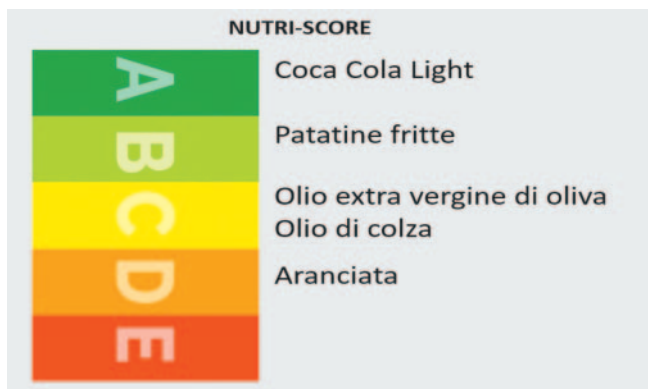 NUTRI-SCORE
A
Coca Cola Light
B
Patatine fritte
C
Olio extra vergine di oliva
Olio di colza
D
Aranciata
E